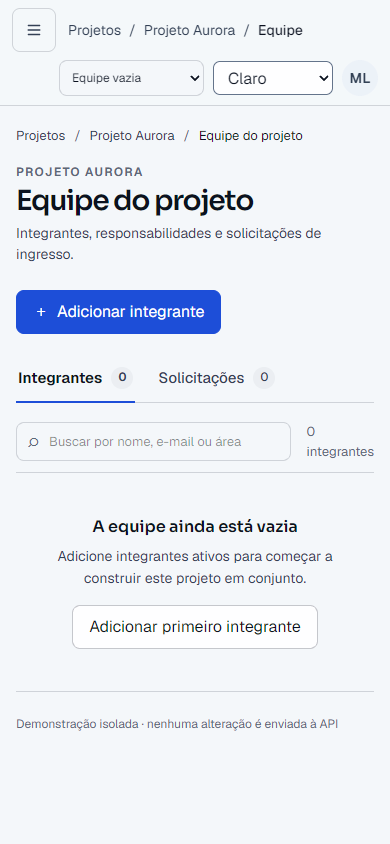 Projetos / Projeto Aurora / Equipe
Equipe vazia
Claro
ML
Projetos / Projeto Aurora / Equipe do projeto
PROJETO AURORA
Equipe do projeto
Integrantes, responsabilidades e solicitações de
ingresso.
+ Adicionar integrante
Integrantes 0
Solicitações 0
Buscar por nome, e-mail ou área
0
integrantes
A equipe ainda está vazia
Adicione integrantes ativos para começar a
construir este projeto em conjunto.
Adicionar primeiro integrante
Demonstração isolada · nenhuma alteração é enviada à API